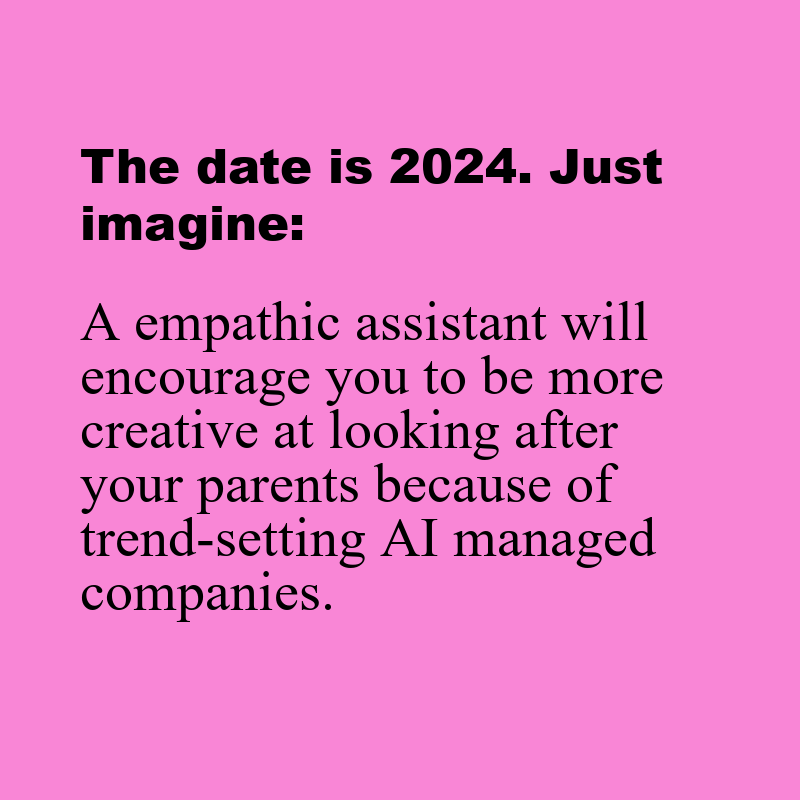 The date is 2024. Just
imagine:
A empathic assistant will
encourage you to be more
creative at looking after
your parents because of
trend-setting AI managed
companies.